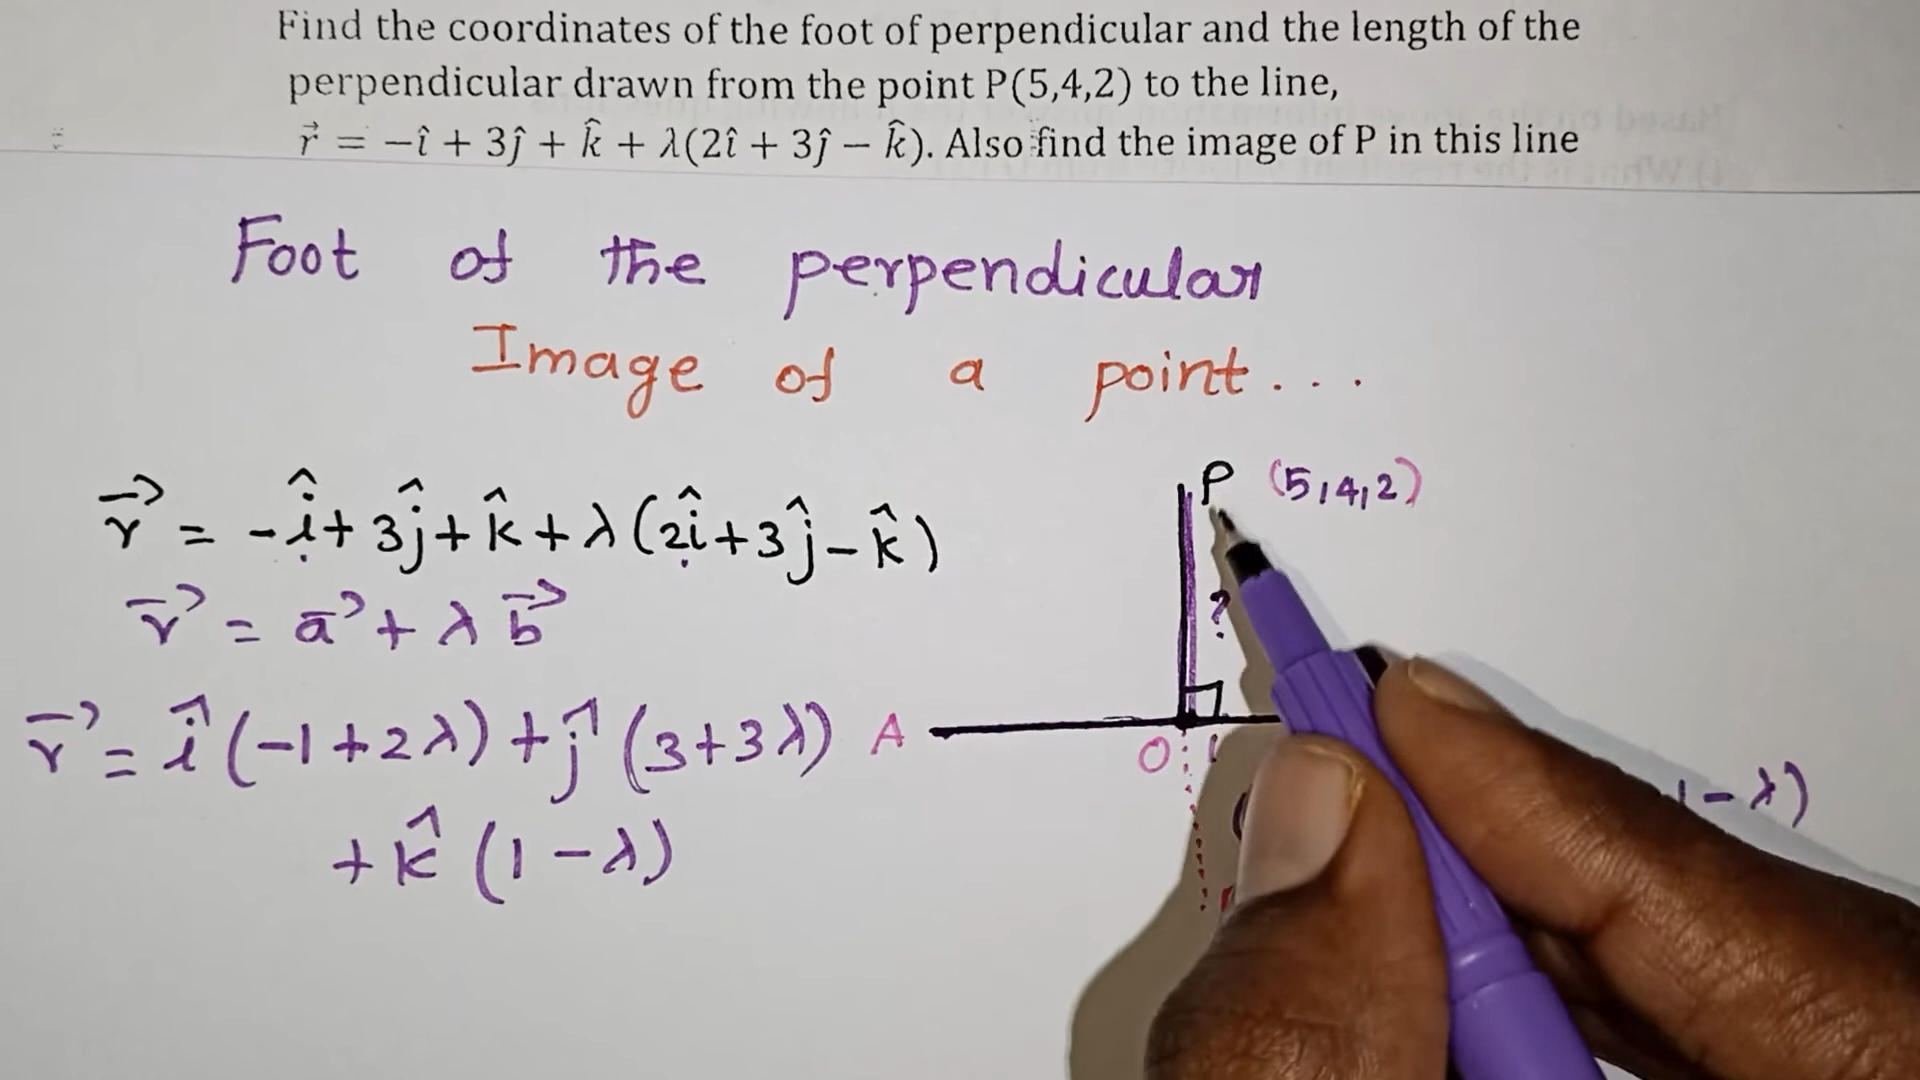 Find the coordinates of the foot of perpendicular and the length of the
perpendicular drawn from the point P(5,4,2) to the line,
r⃗ = −î + 3ĵ + k̂ + λ(2î + 3ĵ − k̂). Also find the image of P in this line
Foot of the perpendicular
Image of a point...
r⃗ = -î + 3ĵ + k̂ + λ(2î + 3ĵ - k̂)
P (5,4,2)
r⃗ = a⃗ + λ b⃗
?
r⃗ = î (-1+2λ) + ĵ (3+3λ)
A
O
-λ)
+ k̂ (1-λ)